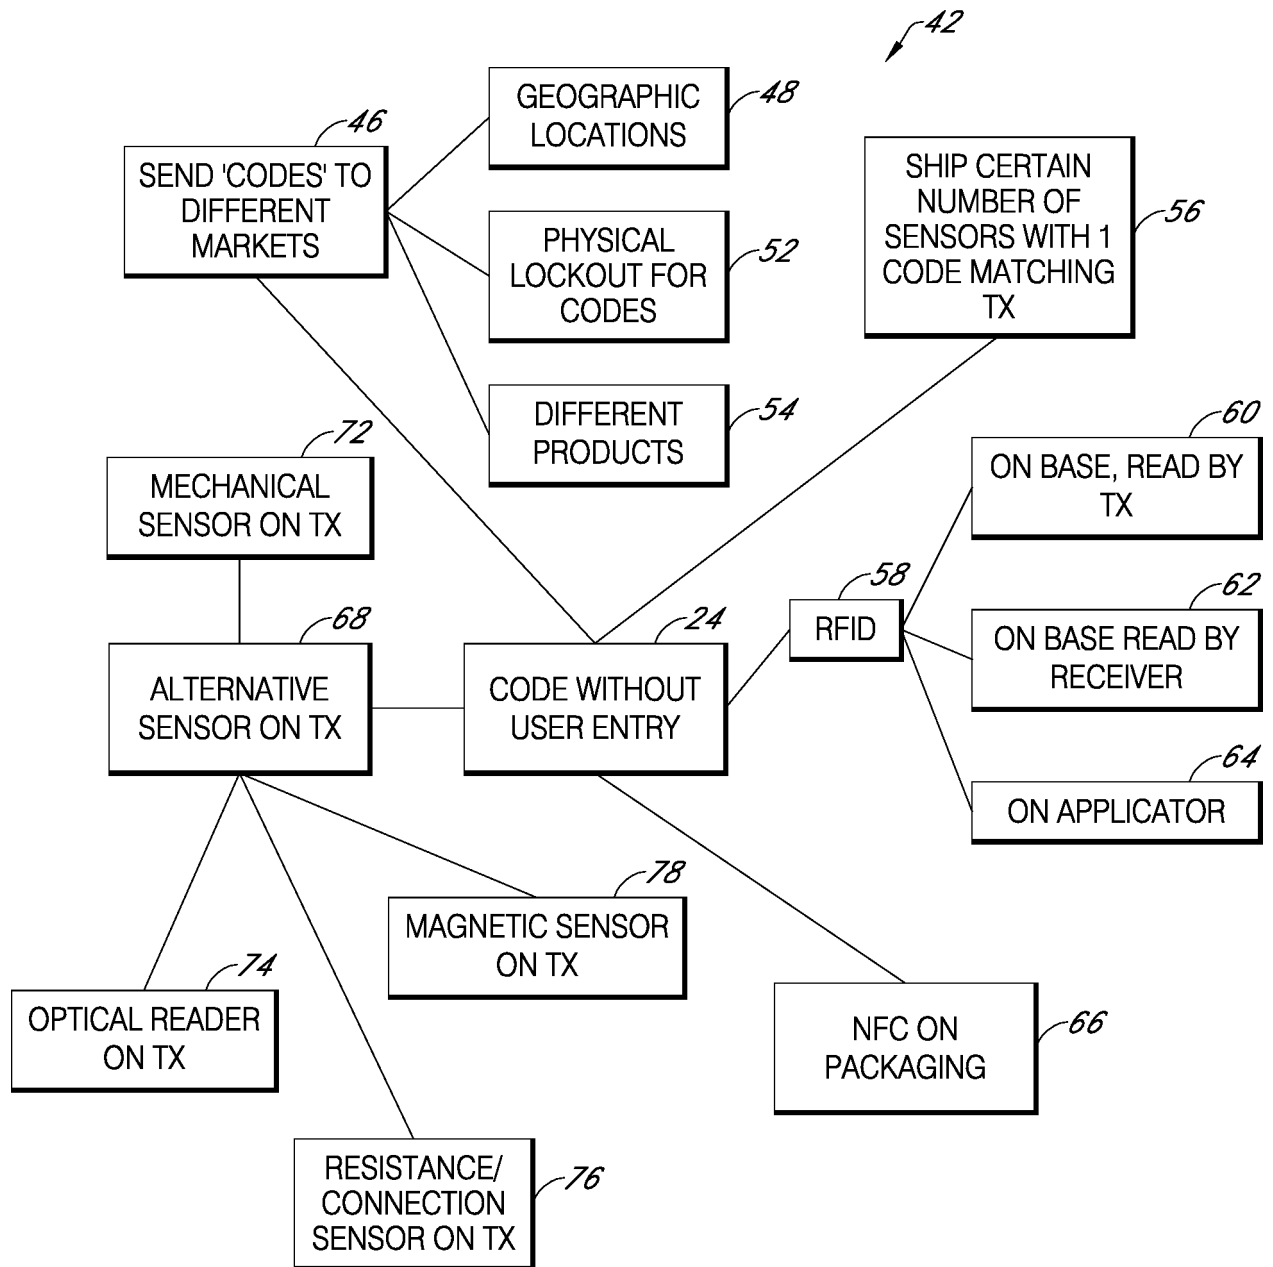 42
46
SEND 'CODES' TO
DIFFERENT
MARKETS
48
GEOGRAPHIC
LOCATIONS
52
PHYSICAL
LOCKOUT FOR
CODES
54
DIFFERENT
PRODUCTS
56
SHIP CERTAIN
NUMBER OF
SENSORS WITH 1
CODE MATCHING
TX
72
MECHANICAL
SENSOR ON TX
68
ALTERNATIVE
SENSOR ON TX
24
CODE WITHOUT
USER ENTRY
58
RFID
60
ON BASE, READ BY
TX
62
ON BASE READ BY
RECEIVER
64
ON APPLICATOR
78
MAGNETIC SENSOR
ON TX
74
OPTICAL READER
ON TX
66
NFC ON
PACKAGING
76
RESISTANCE/
CONNECTION
SENSOR ON TX